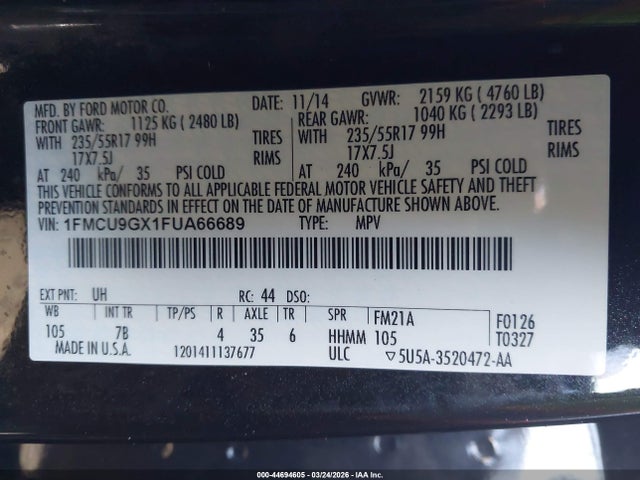 MFD. BY FORD MOTOR CO. DATE: 11/14 GVWR: 2159 KG ( 4760 LB)
FRONT GAWR: 1125 KG ( 2480 LB) REAR GAWR: 1040 KG ( 2293 LB)
WITH 235/55R17 99H TIRES WITH 235/55R17 99H TIRES
17X7.5J RIMS 17X7.5J RIMS
AT 240 kPa/ 35 PSI COLD AT 240 kPa/ 35 PSI COLD
THIS VEHICLE CONFORMS TO ALL APPLICABLE FEDERAL MOTOR VEHICLE SAFETY AND THEFT
PREVENTION STANDARDS IN EFFECT ON THE DATE OF MANUFACTURE SHOWN ABOVE.
VIN: 1FMCU9GX1FUA66689 TYPE: MPV
EXT PNT: UH RC: 44 DSO:
WB INT TR TP/PS R AXLE TR SPR FM21A F0126
105 7B 4 35 6 HHMM 105 T0327
MADE IN U.S.A. 1201411137677 ULC ▽5U5A-3520472-AA
000-44694605 - 03/24/2026 - IAA Inc.